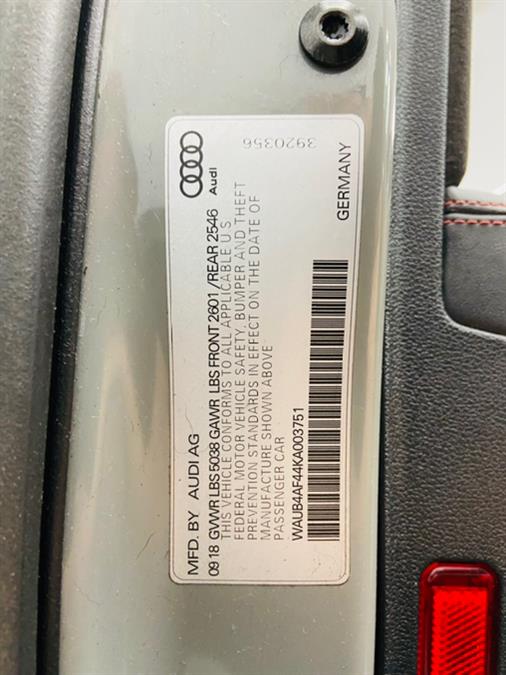 MFD. BY AUDI AG
09 18 GVWR LBS 5038 GAWR LBS FRONT 2601 /REAR 2546
THIS VEHICLE CONFORMS TO ALL APPLICABLE U S
FEDERAL MOTOR VEHICLE SAFETY, BUMPER AND THEFT
PREVENTION STANDARDS IN EFFECT ON THE DATE OF
MANUFACTURE SHOWN ABOVE
PASSENGER CAR
WAUB4AF44KA003751
GERMANY
Audi
3920356